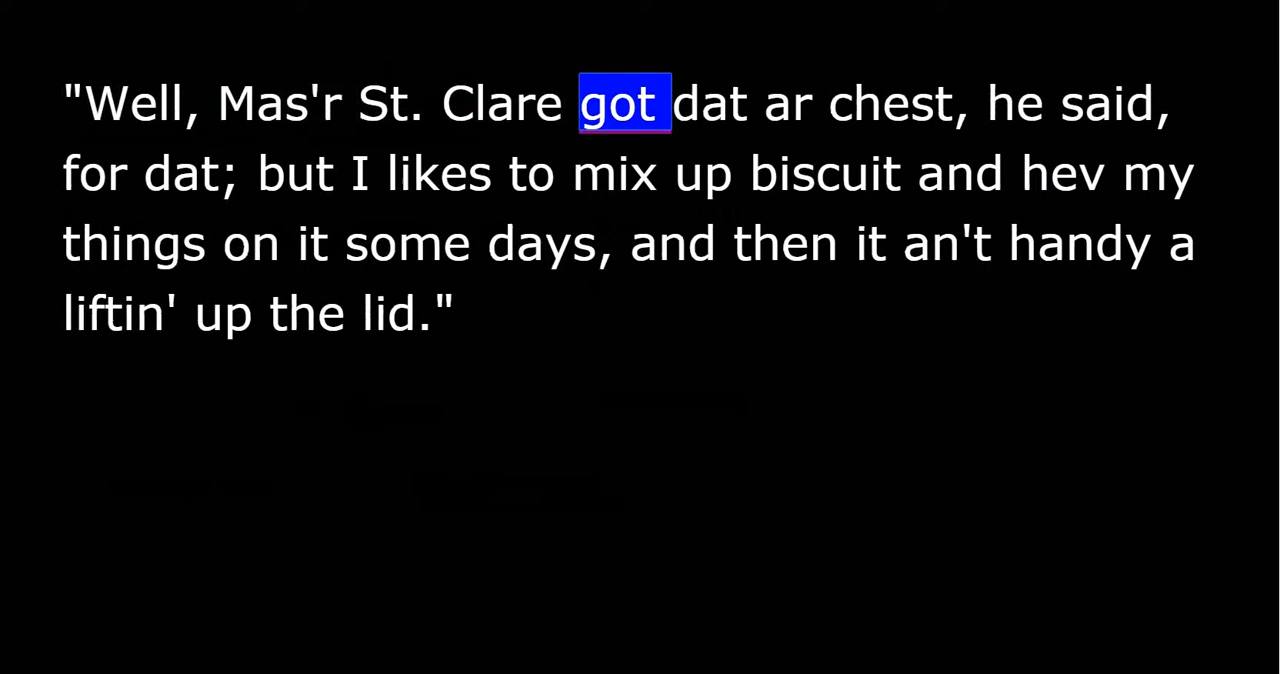 "Well, Mas'r St. Clare got dat ar chest, he said,
for dat; but I likes to mix up biscuit and hev my
things on it some days, and then it an't handy a
liftin' up the lid."